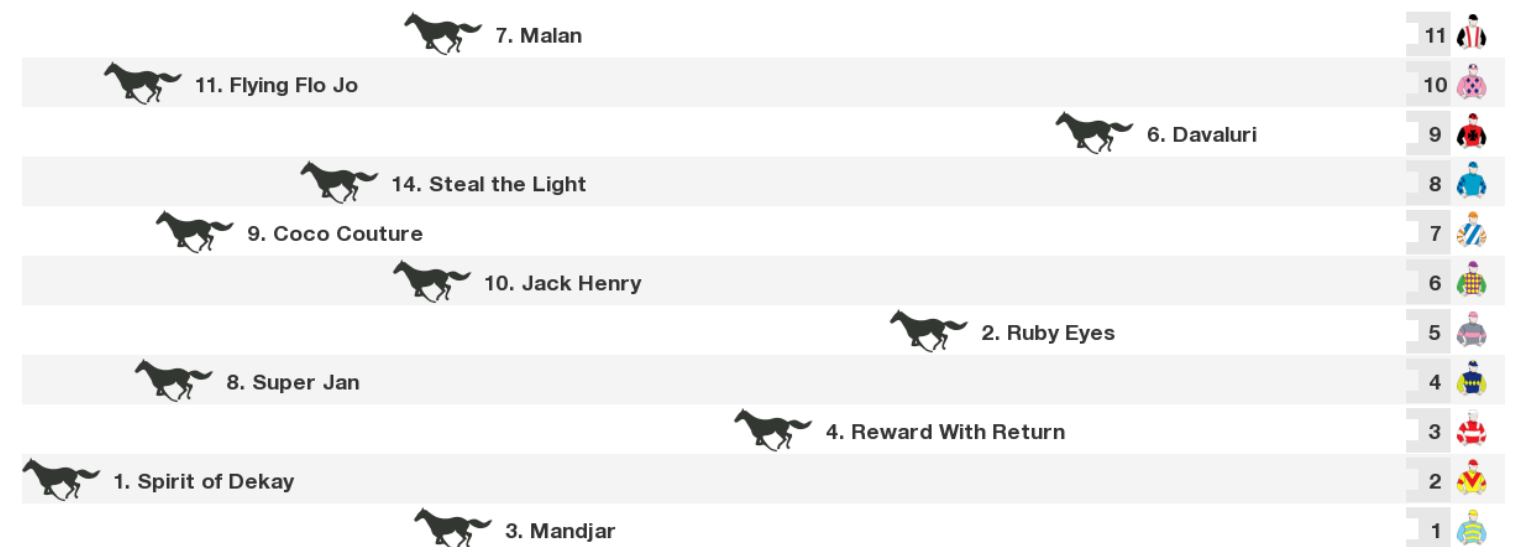 7. Malan 11
11. Flying Flo Jo 10
6. Davaluri 9
14. Steal the Light 8
9. Coco Couture 7
10. Jack Henry 6
2. Ruby Eyes 5
8. Super Jan 4
4. Reward With Return 3
1. Spirit of Dekay 2
3. Mandjar 1